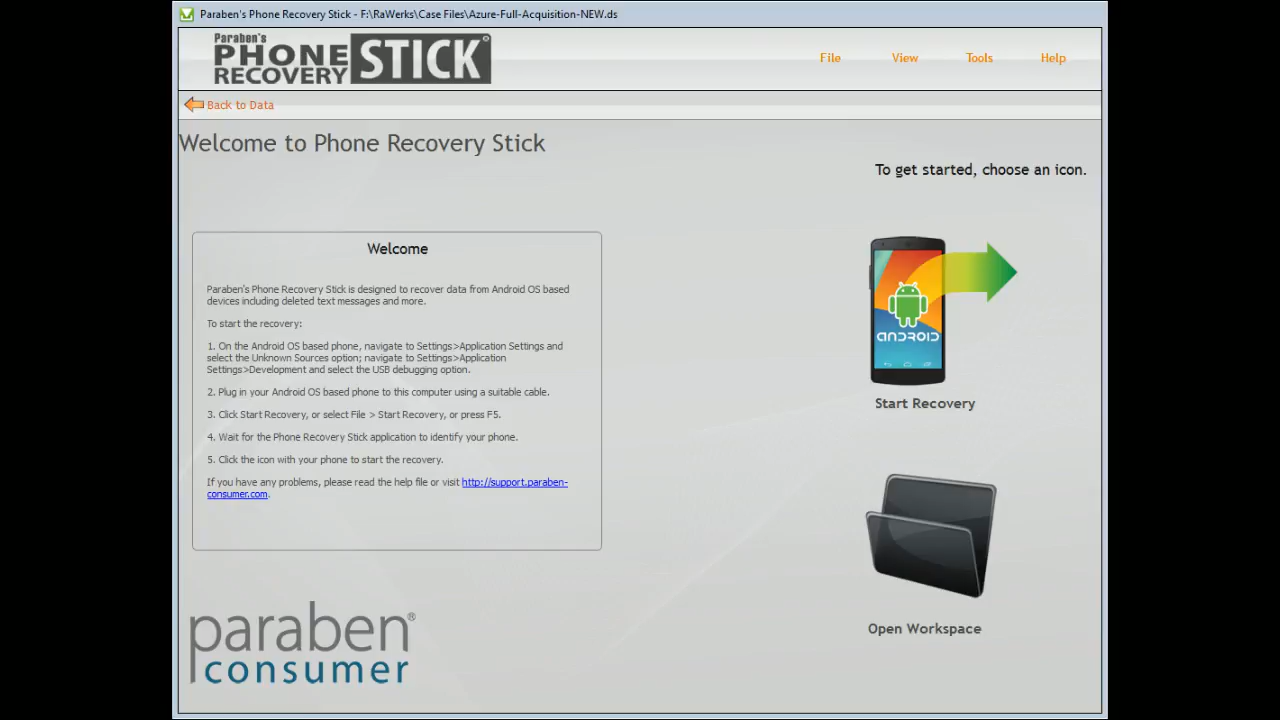 Paraben's Phone Recovery Stick - F:\RaWerks\Case Files\Azure-Full-Acquisition-NEW.ds
Paraben's
PHONE
RECOVERY
STICK®
File View Tools Help
Back to Data
Welcome to Phone Recovery Stick
To get started, choose an icon.
Welcome
Paraben's Phone Recovery Stick is designed to recover data from Android OS based
devices including deleted text messages and more.
To start the recovery:
1. On the Android OS based phone, navigate to Settings>Application Settings and
select the Unknown Sources option; navigate to Settings>Application
Settings>Development and select the USB debugging option.
2. Plug in your Android OS based phone to this computer using a suitable cable.
3. Click Start Recovery, or select File > Start Recovery, or press F5.
4. Wait for the Phone Recovery Stick application to identify your phone.
5. Click the icon with your phone to start the recovery.
If you have any problems, please read the help file or visit http://support.paraben-
consumer.com.
ANDROID
Start Recovery
Open Workspace
paraben®
consumer